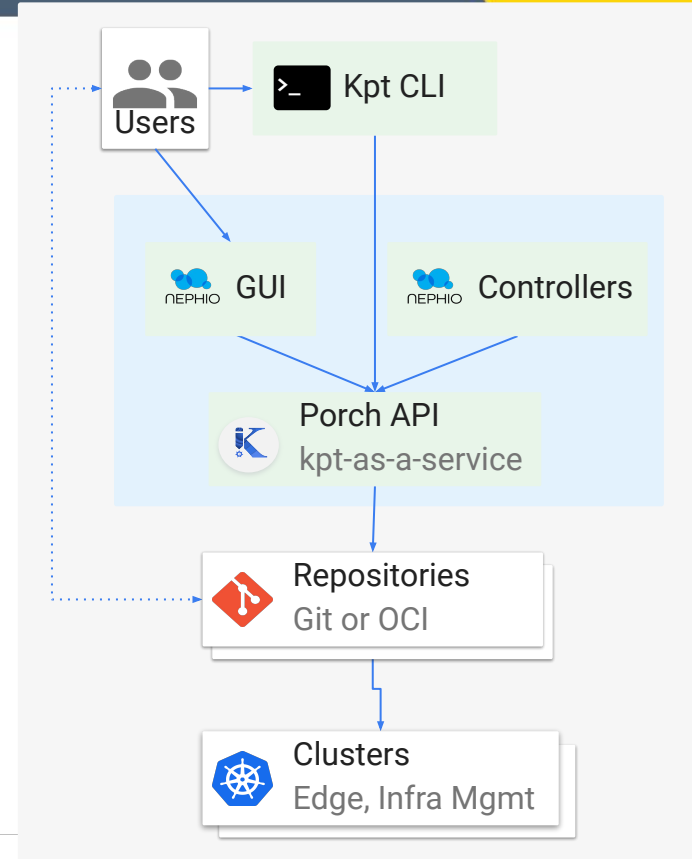 Users
>_
Kpt CLI
NEPHIO
GUI
NEPHIO
Controllers
Porch API
kpt-as-a-service
Repositories
Git or OCI
Clusters
Edge, Infra Mgmt